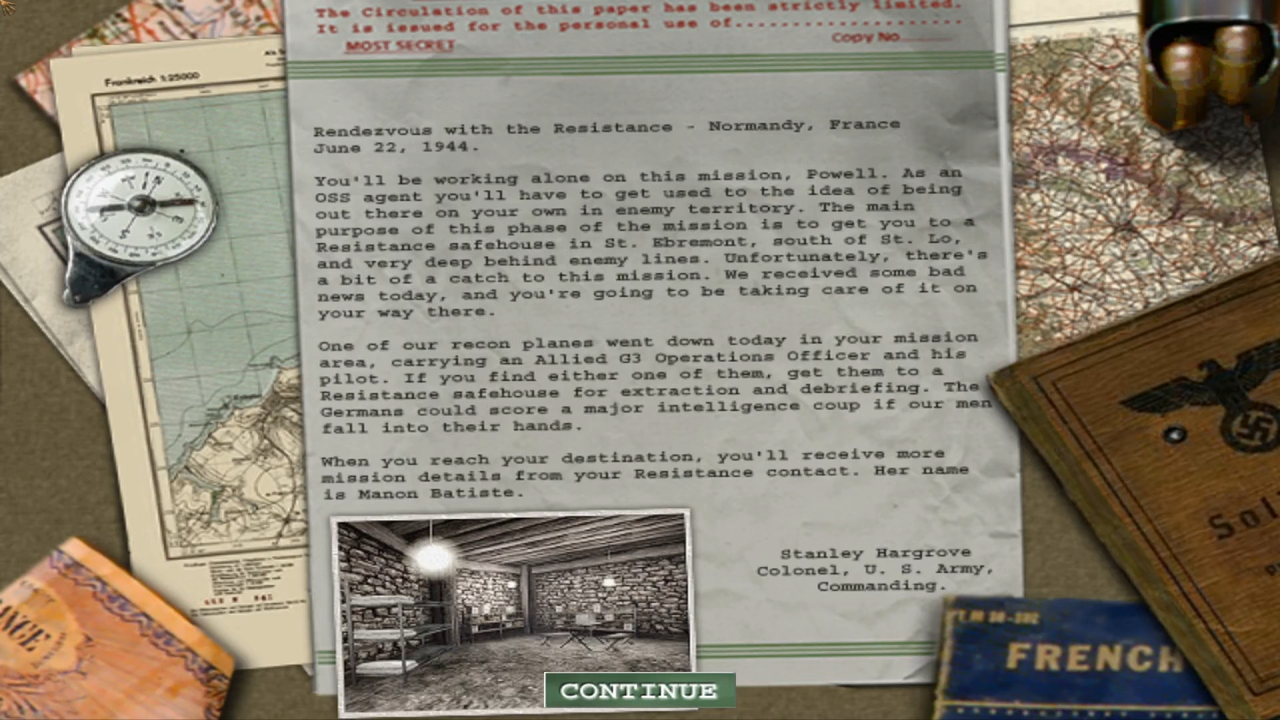 The Circulation of this paper has been strictly limited.
It is issued for the personal use of.....................
MOST SECRET
Copy No
Frankreich 1:25000
Rendezvous with the Resistance - Normandy, France
June 22, 1944.
You'll be working alone on this mission, Powell. As an
OSS agent you'll have to get used to the idea of being
out there on your own in enemy territory. The main
purpose of this phase of the mission is to get you to a
Resistance safehouse in St. Ebremont, south of St. Lo,
and very deep behind enemy lines. Unfortunately, there's
a bit of a catch to this mission. We received some bad
news today, and you're going to be taking care of it on
your way there.
One of our recon planes went down today in your mission
area, carrying an Allied G3 Operations Officer and his
pilot. If you find either one of them, get them to a
Resistance safehouse for extraction and debriefing. The
Germans could score a major intelligence coup if our men
fall into their hands.
When you reach your destination, you'll receive more
mission details from your Resistance contact. Her name
is Manon Batiste.
Stanley Hargrove
Colonel, U. S. Army,
Commanding.
Sol
FRENCH
CONTINUE